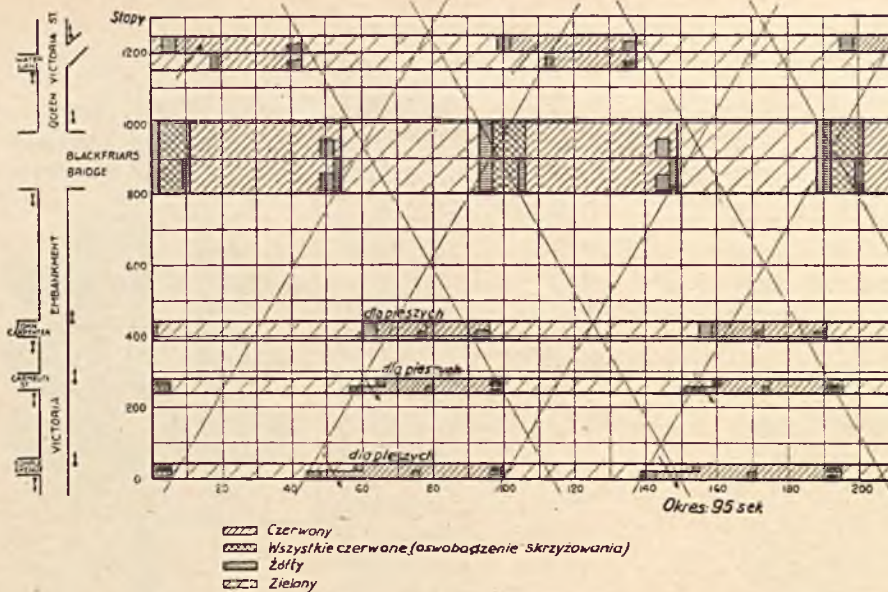 Stopy
1200
1000
800
600
400
200
0
QUEEN VICTORIA ST.
BLACKFRIARS
BRIDGE
VICTORIA EMBANKMENT
CARPENTER
dla pieszych
dla pieszych
dla pieszych
20 40 60 80 100 120 140 160 180 200
Okres: 95 sek
Czerwony
Wszystkie czerwone (oswobodzenie skrzyżowania)
Żółty
Zielony